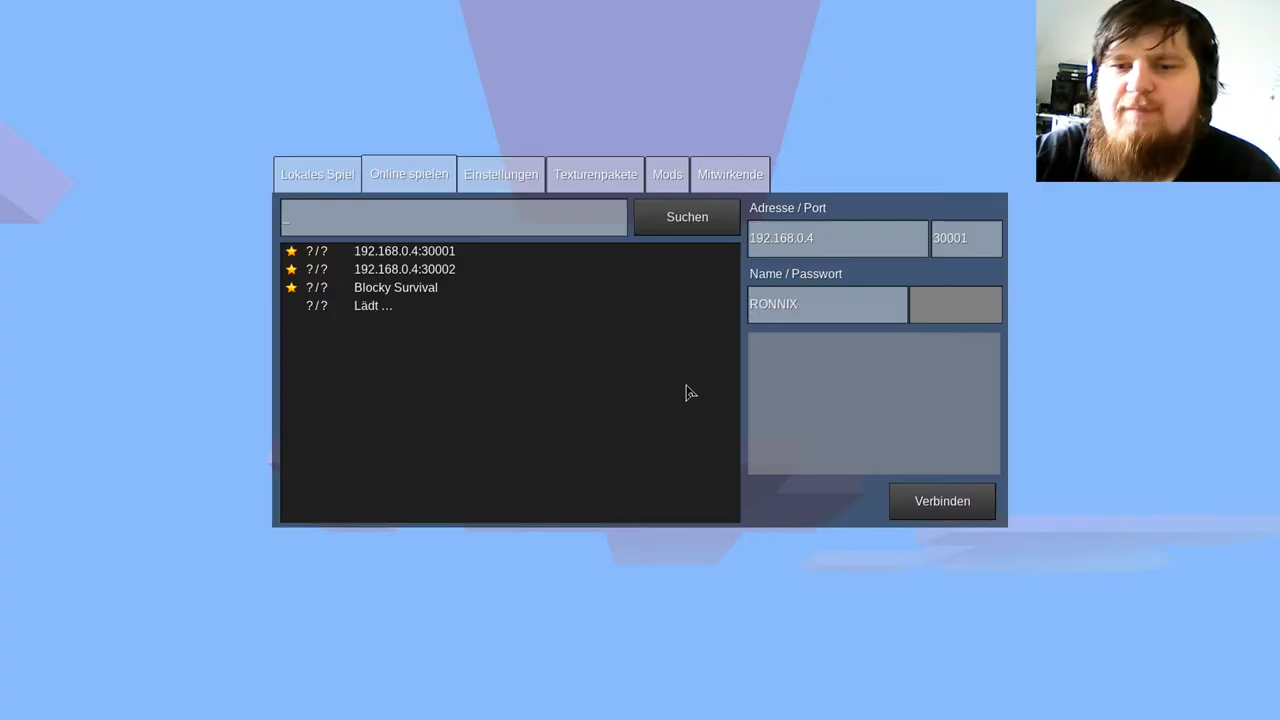 Lokales Spiel Online spielen Einstellungen Texturenpakete Mods Mitwirkende
_ Suchen
? / ? 192.168.0.4:30001
? / ? 192.168.0.4:30002
? / ? Blocky Survival
? / ? Lädt ...
Adresse / Port
192.168.0.4 30001
Name / Passwort
RONNIX
Verbinden